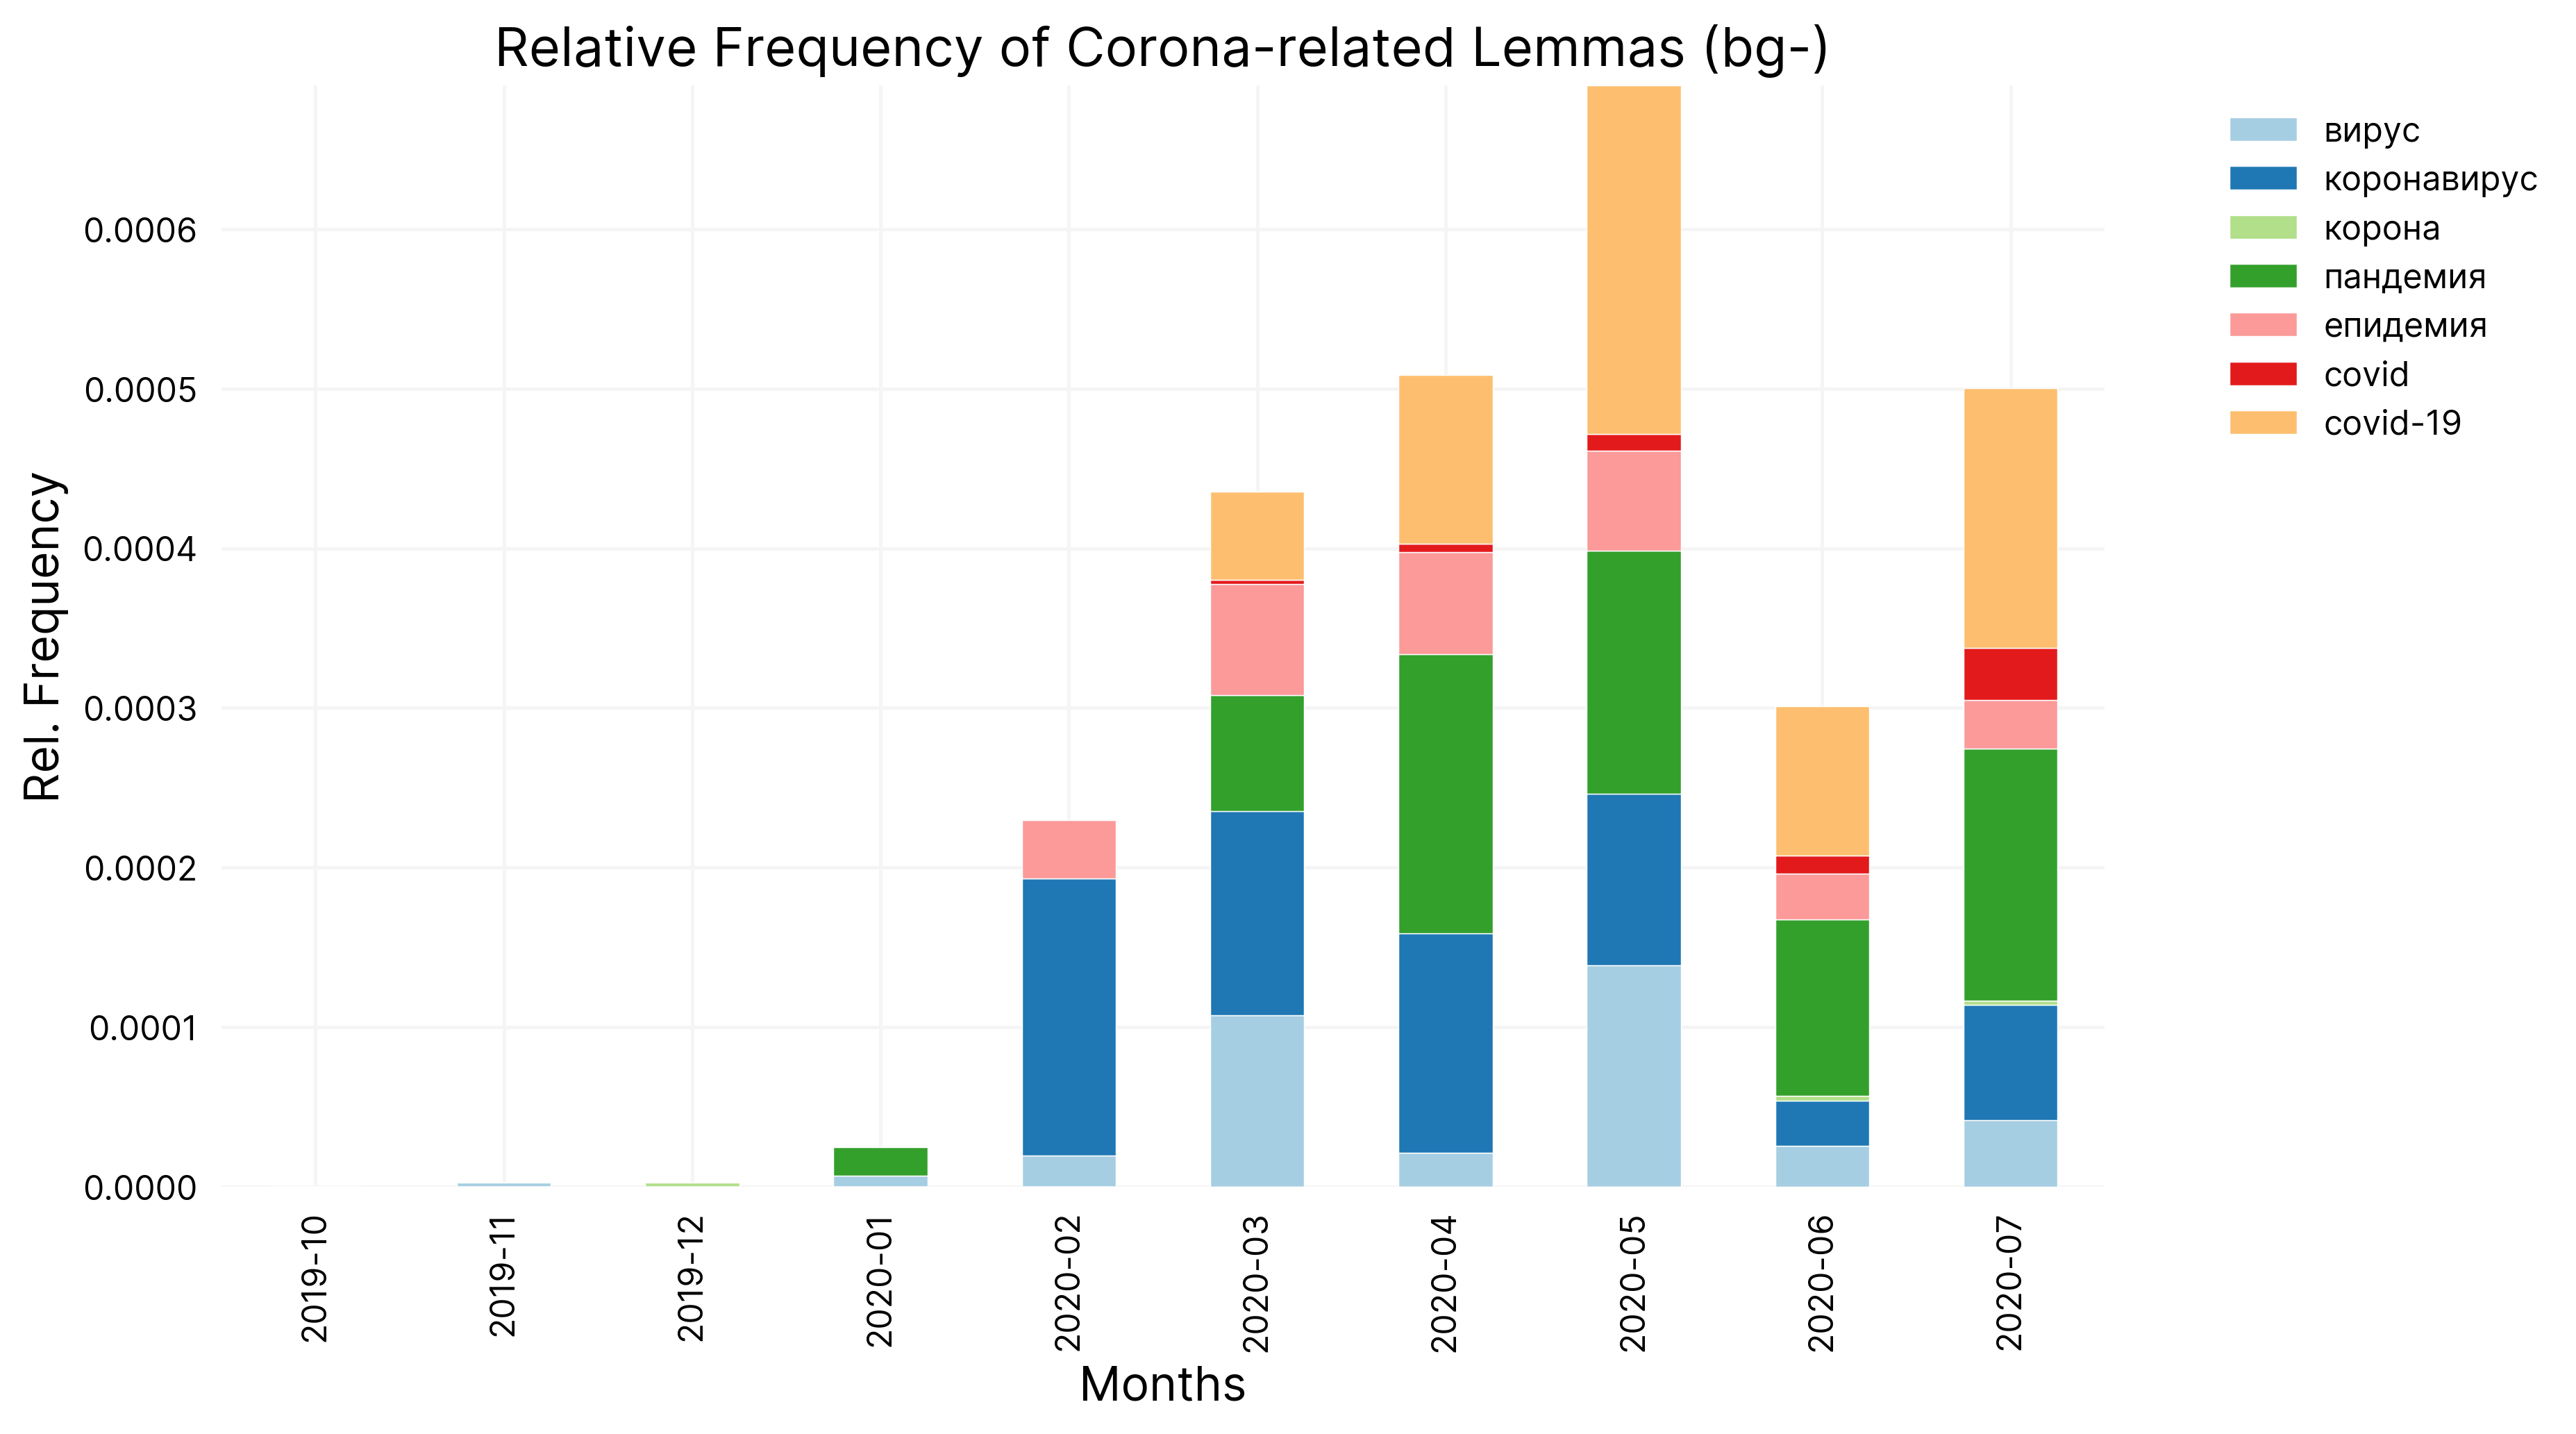 Relative Frequency of Corona-related Lemmas (bg-)
вирус
коронавирус
корона
пандемия
епидемия
covid
covid-19
Rel. Frequency
0.0006
0.0005
0.0004
0.0003
0.0002
0.0001
0.0000
2019-10
2019-11
2019-12
2020-01
2020-02
2020-03
2020-04
2020-05
2020-06
2020-07
Months